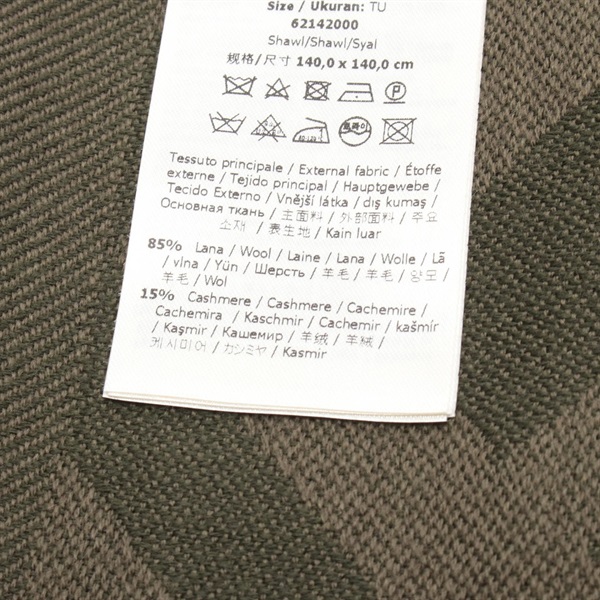 Size / Ukuran: TU
62142000
Shawl/Shawl/Syal
规格/尺寸 140,0 x 140,0 cm
Tessuto principale / External fabric / Étoffe
externe / Tejido principal / Hauptgewebe /
Tecido Externo / Vnější látka / dış kumaş /
Основная ткань / 主面料 / 外部面料 / 주요
소재 / 表生地 / Kain luar
85% Lana / Wool / Laine / Lana / Wolle / Lã
/ vlna / Yün / Шерсть / 羊毛 / 羊毛 / 양모 /
羊毛 / Wol
15% Cashmere / Cashmere / Cachemire /
Cachemira / Kaschmir / Cachemir / kašmír
/ Kaşmir / Кашемир / 羊绒 / 羊絨 /
캐시미어 / カシミヤ / Kasmir